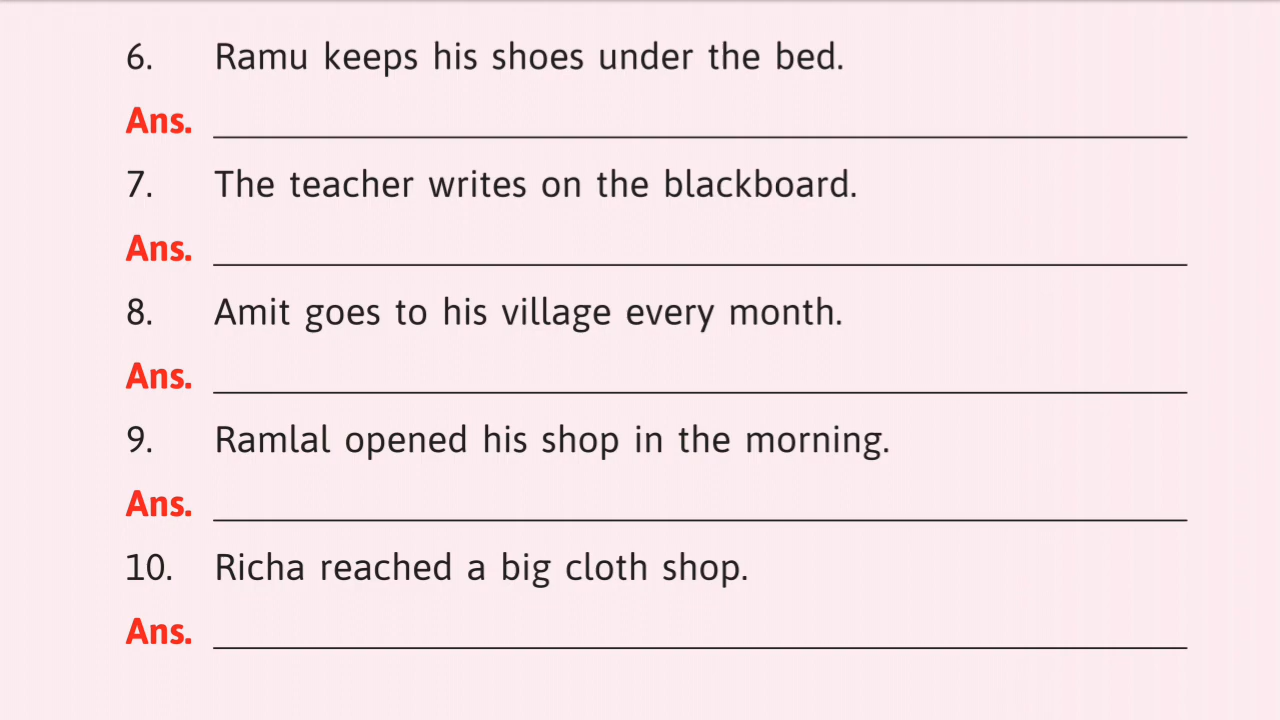 6. Ramu keeps his shoes under the bed.
Ans.
7. The teacher writes on the blackboard.
Ans.
8. Amit goes to his village every month.
Ans.
9. Ramlal opened his shop in the morning.
Ans.
10. Richa reached a big cloth shop.
Ans.